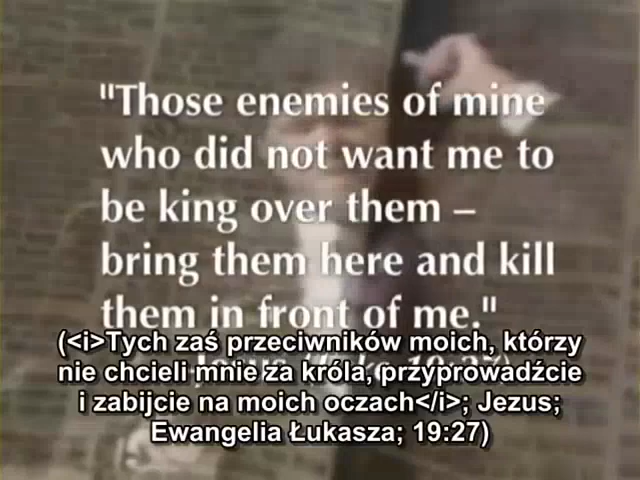 "Those enemies of mine
who did not want me to
be king over them –
bring them here and kill
them in front of me."
(<i>Tych zaś przeciwników moich, którzy
nie chcieli mnie za króla, przyprowadźcie
i zabijcie na moich oczach</i>; Jezus;
Ewangelia Łukasza; 19:27)